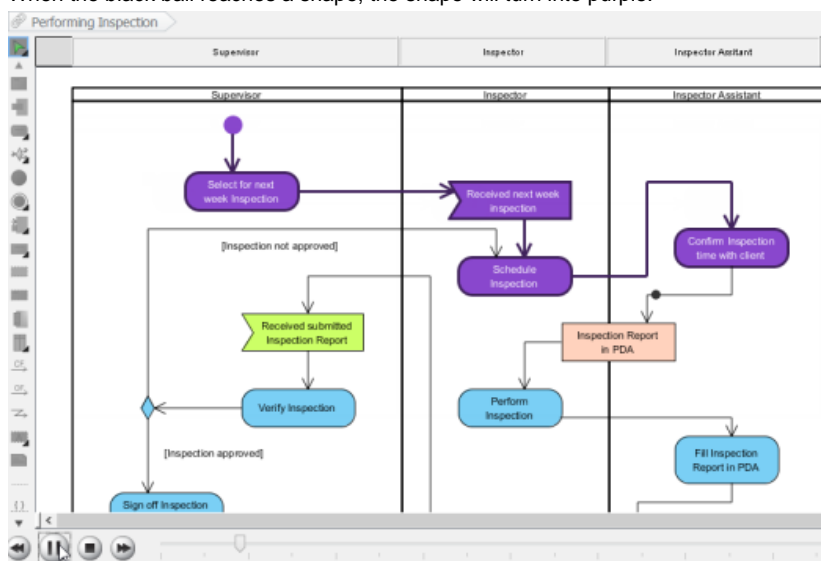 When the black ball reaches a shape, the shape will turn into purple.
Performing Inspection
Supervisor
Inspector
Inspector Assitant
Supervisor
Inspector
Inspector Assistant
Select for next
week Inspection
Received next week
inspection
[Inspection not approved]
Schedule
Inspection
Confirm Inspection
time with client
Received submitted
Inspection Report
Inspection Report
in PDA
Verify Inspection
Perform
Inspection
[Inspection approved]
Fill Inspection
Report in PDA
Sign off Inspection